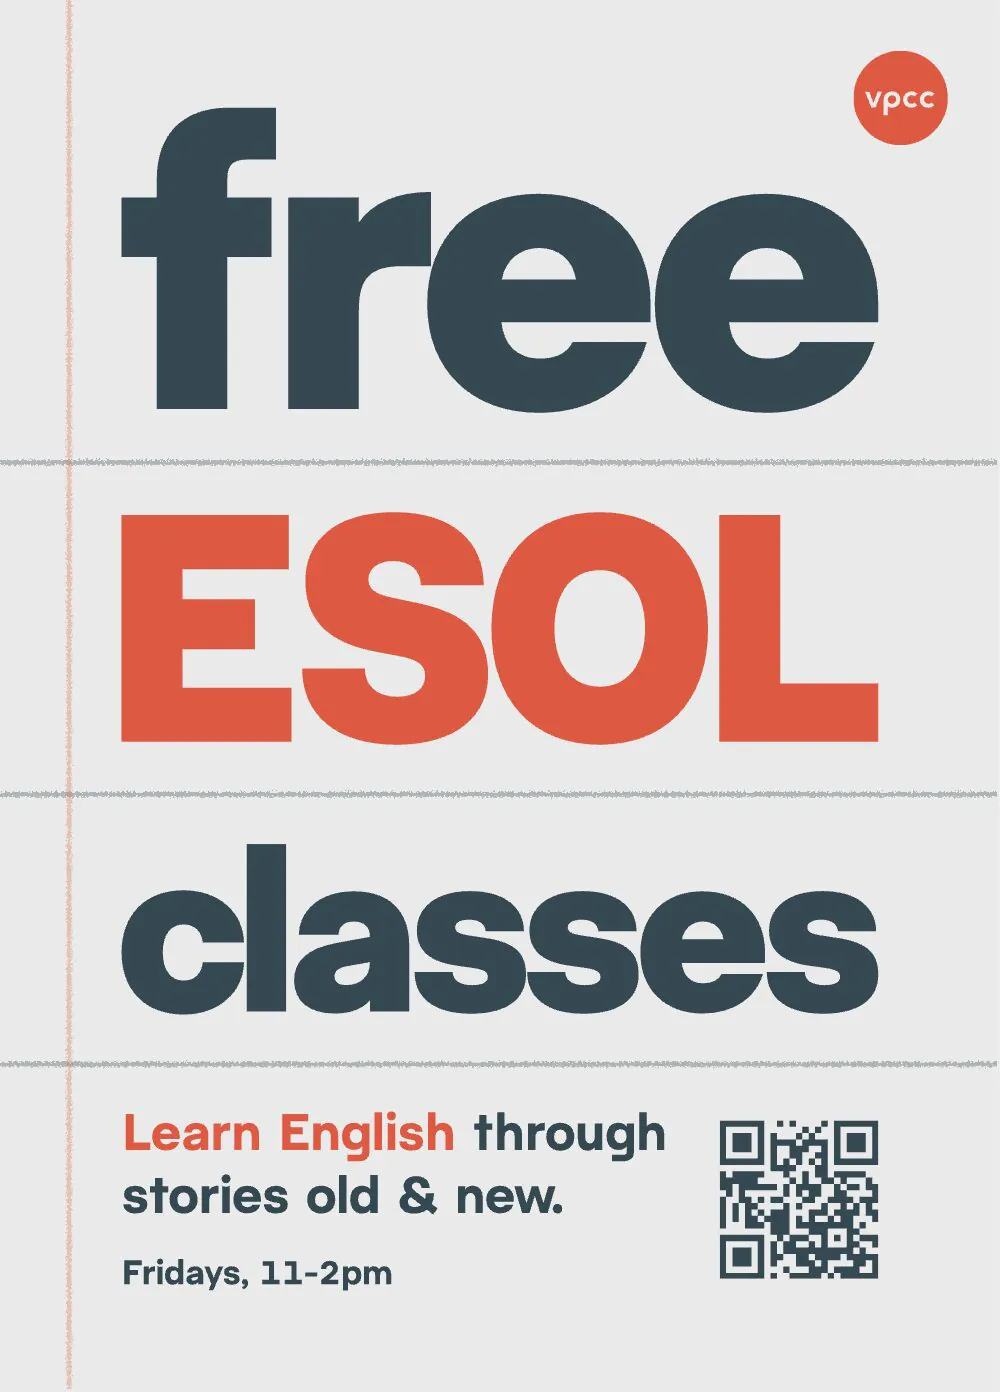 vpcc
free
ESOL
classes
Learn English through
stories old & new.
Fridays, 11-2pm